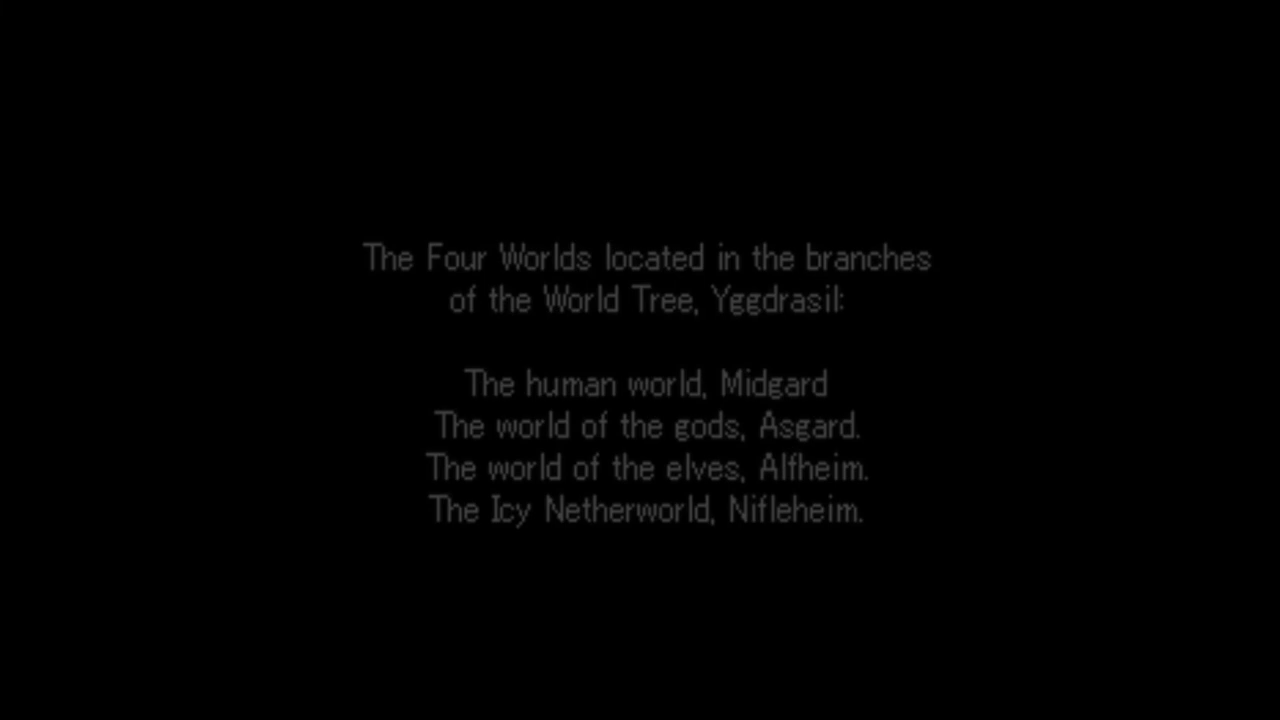 The Four Worlds located in the branches
of the World Tree, Yggdrasil:
The human world, Midgard
The world of the gods, Asgard.
The world of the elves, Alfheim.
The Icy Netherworld, Nifleheim.